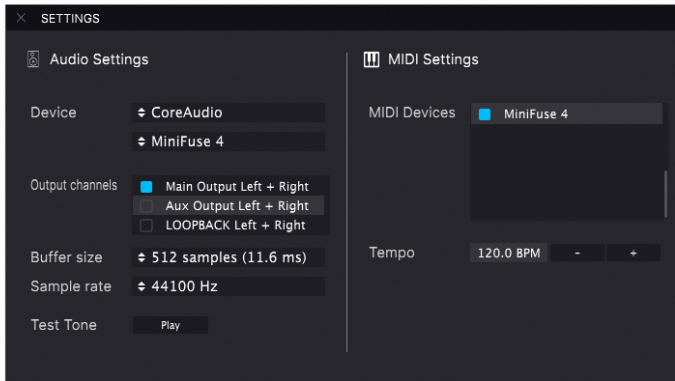 SETTINGS
Audio Settings
Device
CoreAudio
MiniFuse 4
Output channels
Main Output Left + Right
Aux Output Left + Right
LOOPBACK Left + Right
Buffer size
512 samples (11.6 ms)
Sample rate
44100 Hz
Test Tone
Play
MIDI Settings
MIDI Devices
MiniFuse 4
Tempo
120.0 BPM - +